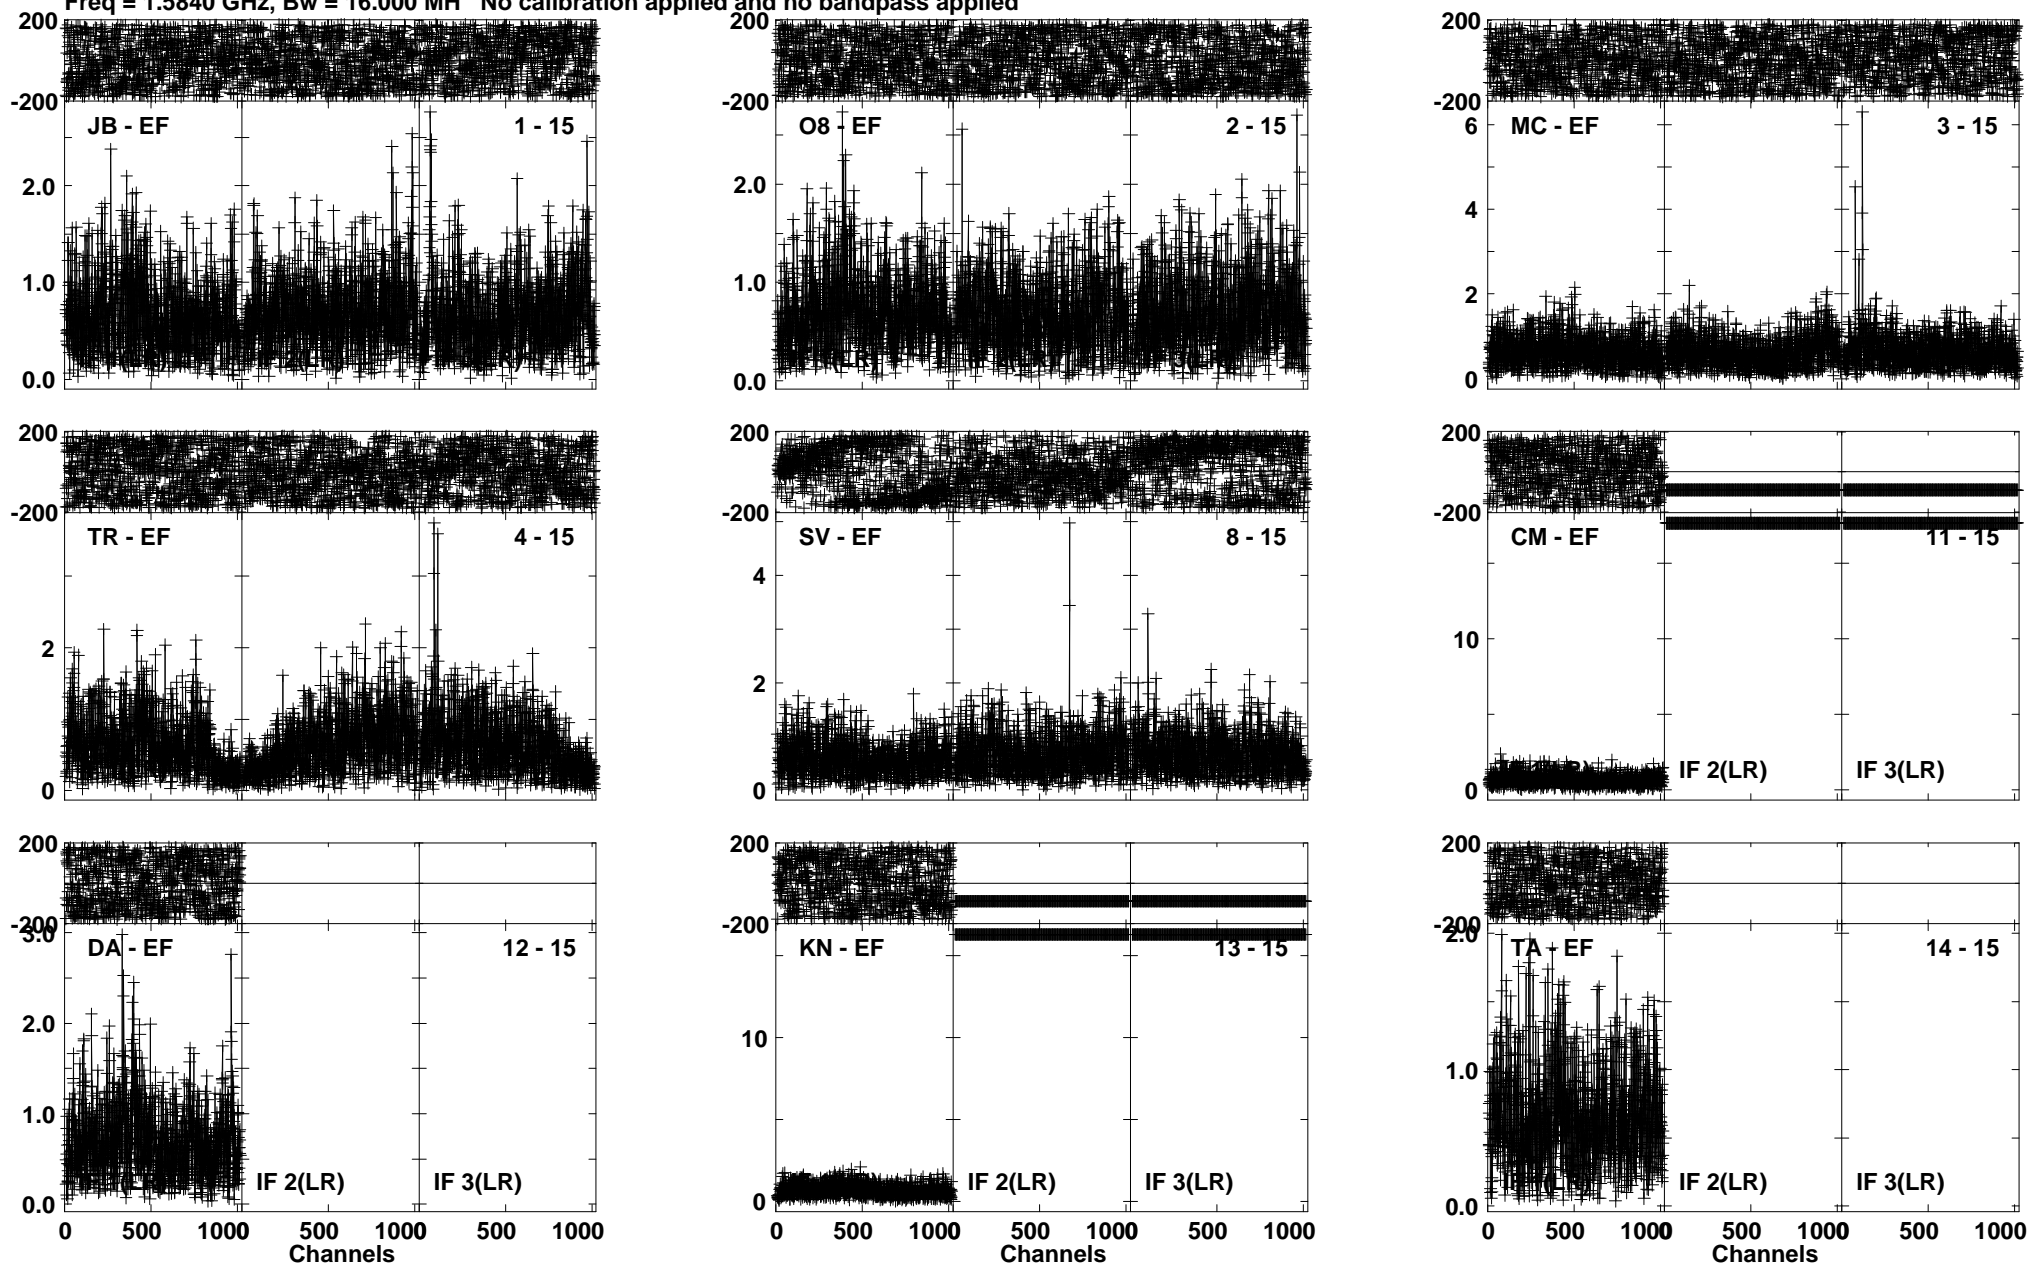 Freq = 1.5840 GHz, Bw = 16.000 MH No calibration applied and no bandpass applied
200 200 200
-200 -200 -200
JB - EF 1 - 15 O8 - EF 2 - 15 MC - EF 3 - 15
6
2.0 2.0 4
1.0 1.0 2
0.0 0.0 0
200 200 200
-200 -200 -200
TR - EF 4 - 15 SV - EF 8 - 15 CM - EF 11 - 15
4
2 2 10
0 0 0
IF 2(LR) IF 3(LR)
200 200 200
-200 -200 -200
3.0 2.0
DA - EF 12 - 15 KN - EF 13 - 15 TA - EF 14 - 15
2.0 10 1.0
1.0
IF 2(LR) IF 3(LR) IF 2(LR) IF 3(LR) IF 2(LR) IF 3(LR)
0.0 0 0.0
0 500 1000 500 1000 500 1000 0 500 1000 500 1000 500 1000 0 500 1000 500 1000 500 1000
Channels Channels Channels